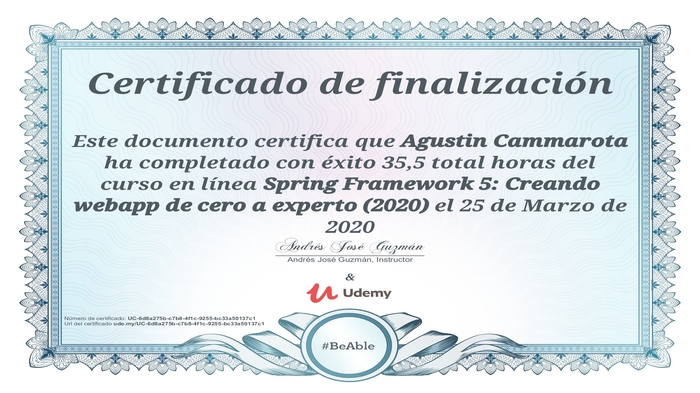 Certificado de finalización
Este documento certifica que Agustin Cammarota
ha completado con éxito 35,5 total horas del
curso en línea Spring Framework 5: Creando
webapp de cero a experto (2020) el 25 de Marzo de
2020
Andrés José Guzmán
Andrés José Guzmán, Instructor
&
Udemy
Número de certificado: UC-6d8a275b-c7b8-4f1c-9255-bc33a50137c1
Url del certificado ude.my/UC-6d8a275b-c7b8-4f1c-9255-bc33a50137c1
#BeAble